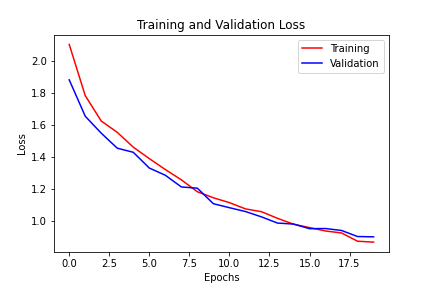 Training and Validation Loss
Training
Validation
Loss
2.0
1.8
1.6
1.4
1.2
1.0
0.0 2.5 5.0 7.5 10.0 12.5 15.0 17.5
Epochs